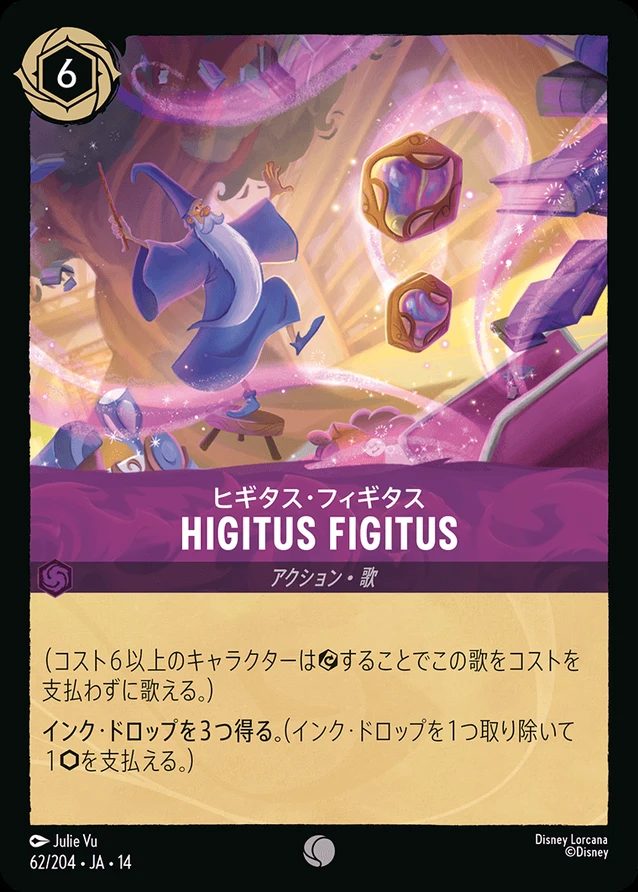 6
ヒギタス・フィギタス
HIGITUS FIGITUS
アクション・歌
(コスト6以上のキャラクターはすることでこの歌をコストを
支払わずに歌える。)
インク・ドロップを3つ得る。(インク・ドロップを1つ取り除いて
1を支払える。)
Julie Vu
62/204・JA・14
Disney Lorcana
©Disney